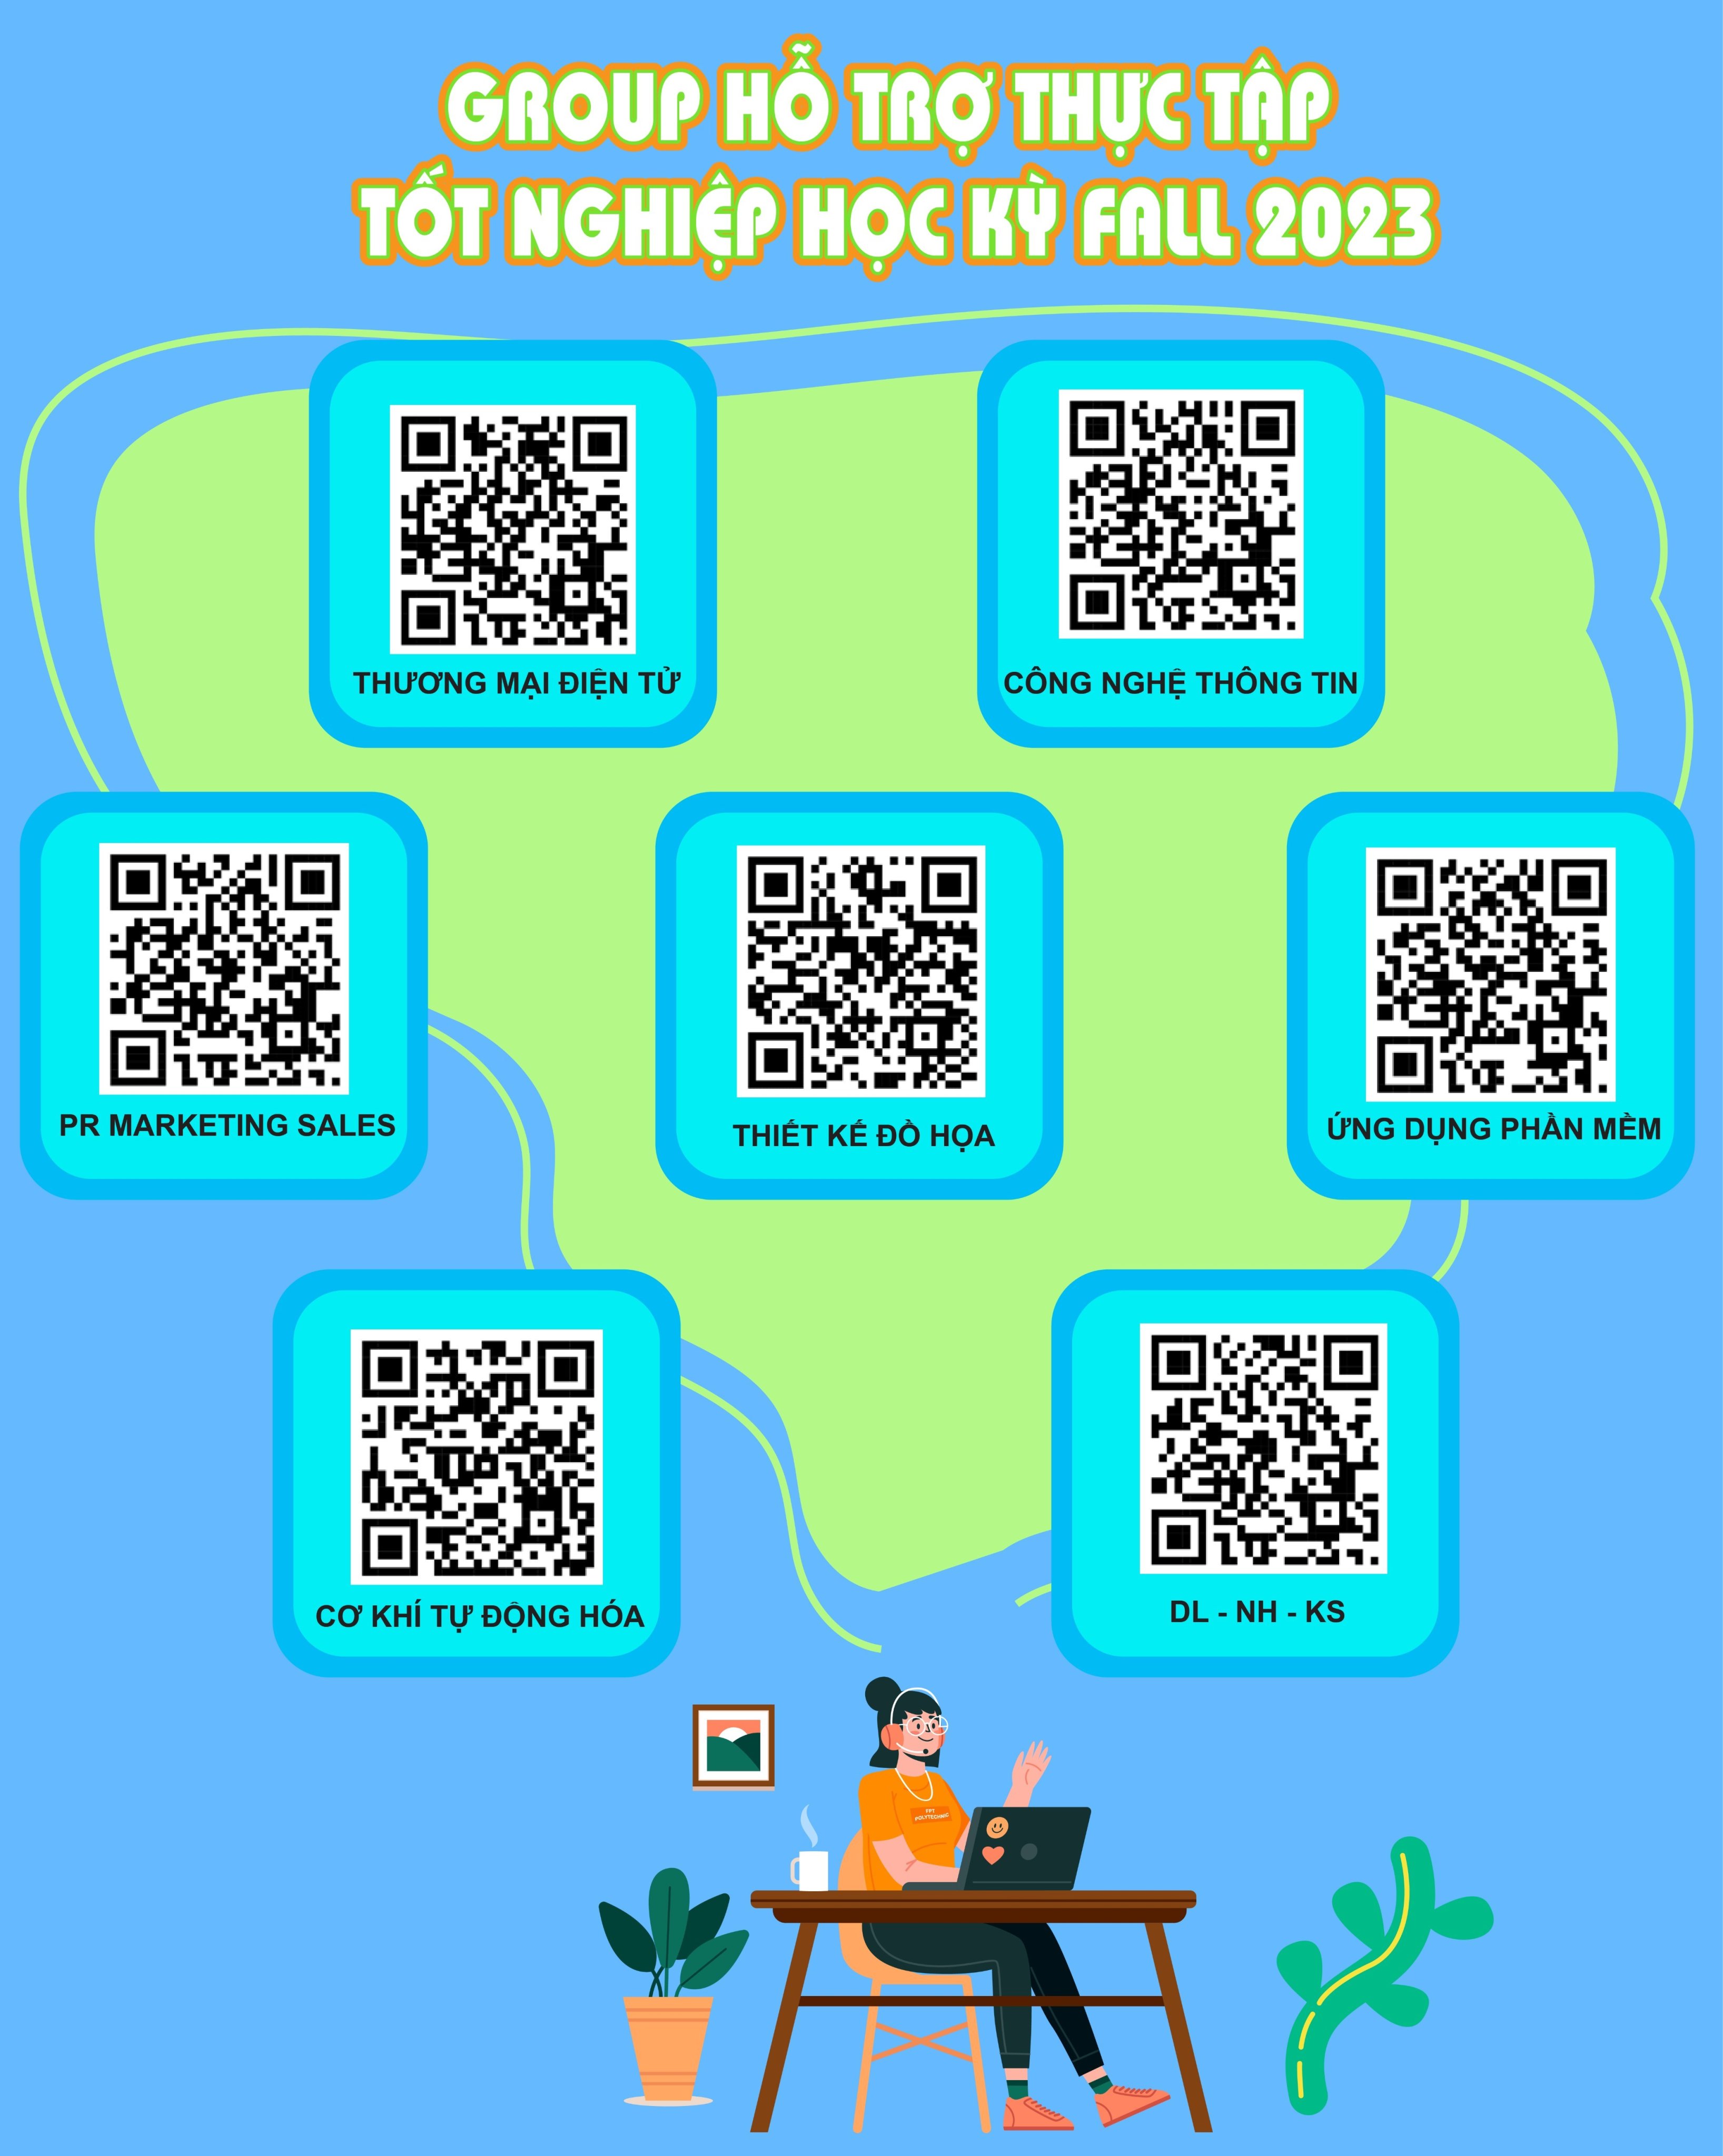 GROUP HỖ TRỢ THỰC TẬP
TỐT NGHIỆP HỌC KỲ FALL 2023
THƯƠNG MẠI ĐIỆN TỬ
CÔNG NGHỆ THÔNG TIN
PR MARKETING SALES
THIẾT KẾ ĐỒ HỌA
ỨNG DỤNG PHẦN MỀM
CƠ KHÍ TỰ ĐỘNG HÓA
DL - NH - KS
FPT
POLYTECHNIC